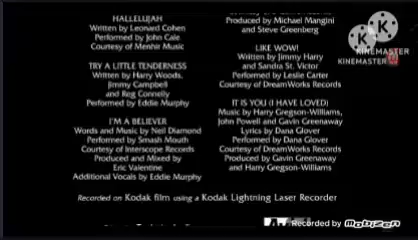 HALLELUJAH
Written by Leonard Cohen
Performed by John Cale
Courtesy of Menhir Music
TRY A LITTLE TENDERNESS
Written by Harry Woods,
Jimmy Campbell
and Reg Connelly
Performed by Eddie Murphy
I'M A BELIEVER
Words and Music by Neil Diamond
Performed by Smash Mouth
Courtesy of Interscope Records
Produced and Mixed by
Eric Valentine
Additional Vocals by Eddie Murphy
Produced by Michael Mangini
and Steve Greenberg
LIKE WOW!
Written by Jimmy Harry
and Sandra St. Victor
Performed by Leslie Carter
Courtesy of DreamWorks Records
IT IS YOU (I HAVE LOVED)
Music by Harry Gregson-Williams,
John Powell and Gavin Greenaway
Lyrics by Dana Glover
Performed by Dana Glover
Courtesy of DreamWorks Records
Produced by Gavin Greenaway
and Harry Gregson-Williams
Recorded on Kodak film using a Kodak Lightning Laser Recorder
KINEMASTER
KINEMASTER
Recorded by Mobizen